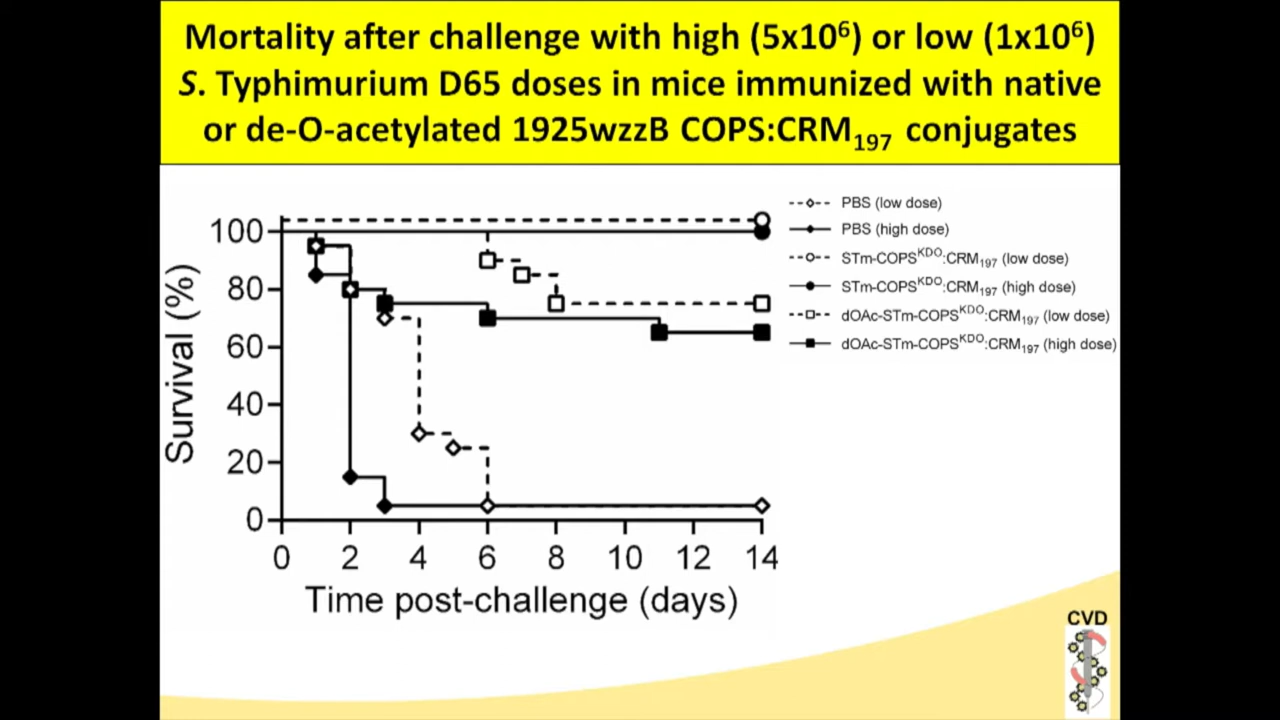 Mortality after challenge with high (5x10⁶) or low (1x10⁶)
S. Typhimurium D65 doses in mice immunized with native
or de-O-acetylated 1925wzzB COPS:CRM₁₉₇ conjugates
PBS (low dose)
PBS (high dose)
STm-COPSᴷᴰᴼ:CRM₁₉₇ (low dose)
STm-COPSᴷᴰᴼ:CRM₁₉₇ (high dose)
dOAc-STm-COPSᴷᴰᴼ:CRM₁₉₇ (low dose)
dOAc-STm-COPSᴷᴰᴼ:CRM₁₉₇ (high dose)
Survival (%)
100
80
60
40
20
0
0 2 4 6 8 10 12 14
Time post-challenge (days)
CVD